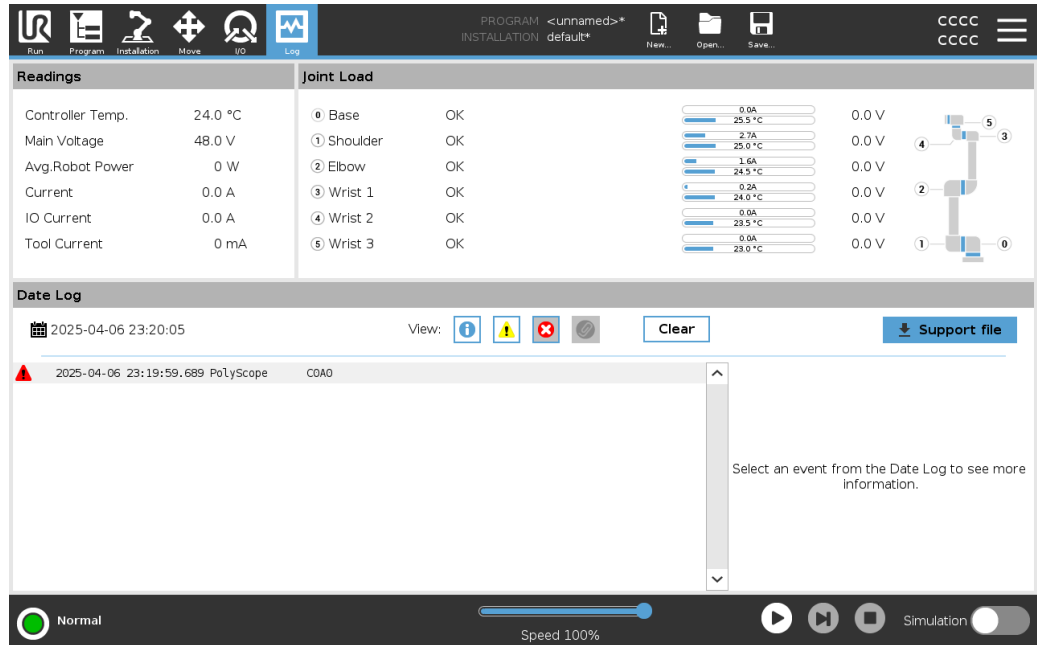 UR
Run
Program
Installation
Move
I/O
Log
PROGRAM <unnamed>*
INSTALLATION default*
New...
Open...
Save...
CCCC
CCCC
Readings
Controller Temp. 24.0 °C
Main Voltage 48.0 V
Avg.Robot Power 0 W
Current 0.0 A
IO Current 0.0 A
Tool Current 0 mA
Joint Load
0 Base OK 0.0A 25.5 °C 0.0 V
1 Shoulder OK 2.7A 25.0 °C 0.0 V
2 Elbow OK 1.6A 24.5 °C 0.0 V
3 Wrist 1 OK 0.2A 24.0 °C 0.0 V
4 Wrist 2 OK 0.0A 23.5 °C 0.0 V
5 Wrist 3 OK 0.0A 23.0 °C 0.0 V
5
3
4
2
1
0
Date Log
2025-04-06 23:20:05
View:
Clear
Support file
2025-04-06 23:19:59.689 PolyScope C0A0
Select an event from the Date Log to see more
information.
Normal
Speed 100%
Simulation